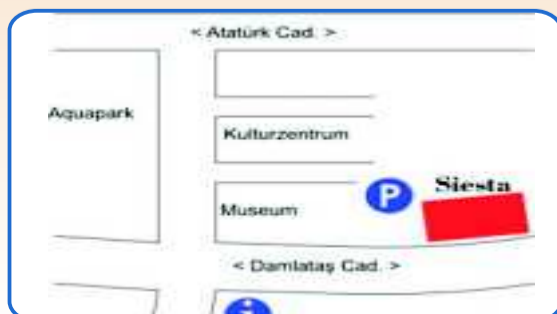 < Atatürk Cad. >
Aquapark
Kulturzentrum
Siesta
P
Museum
< Damlataş Cad. >
i